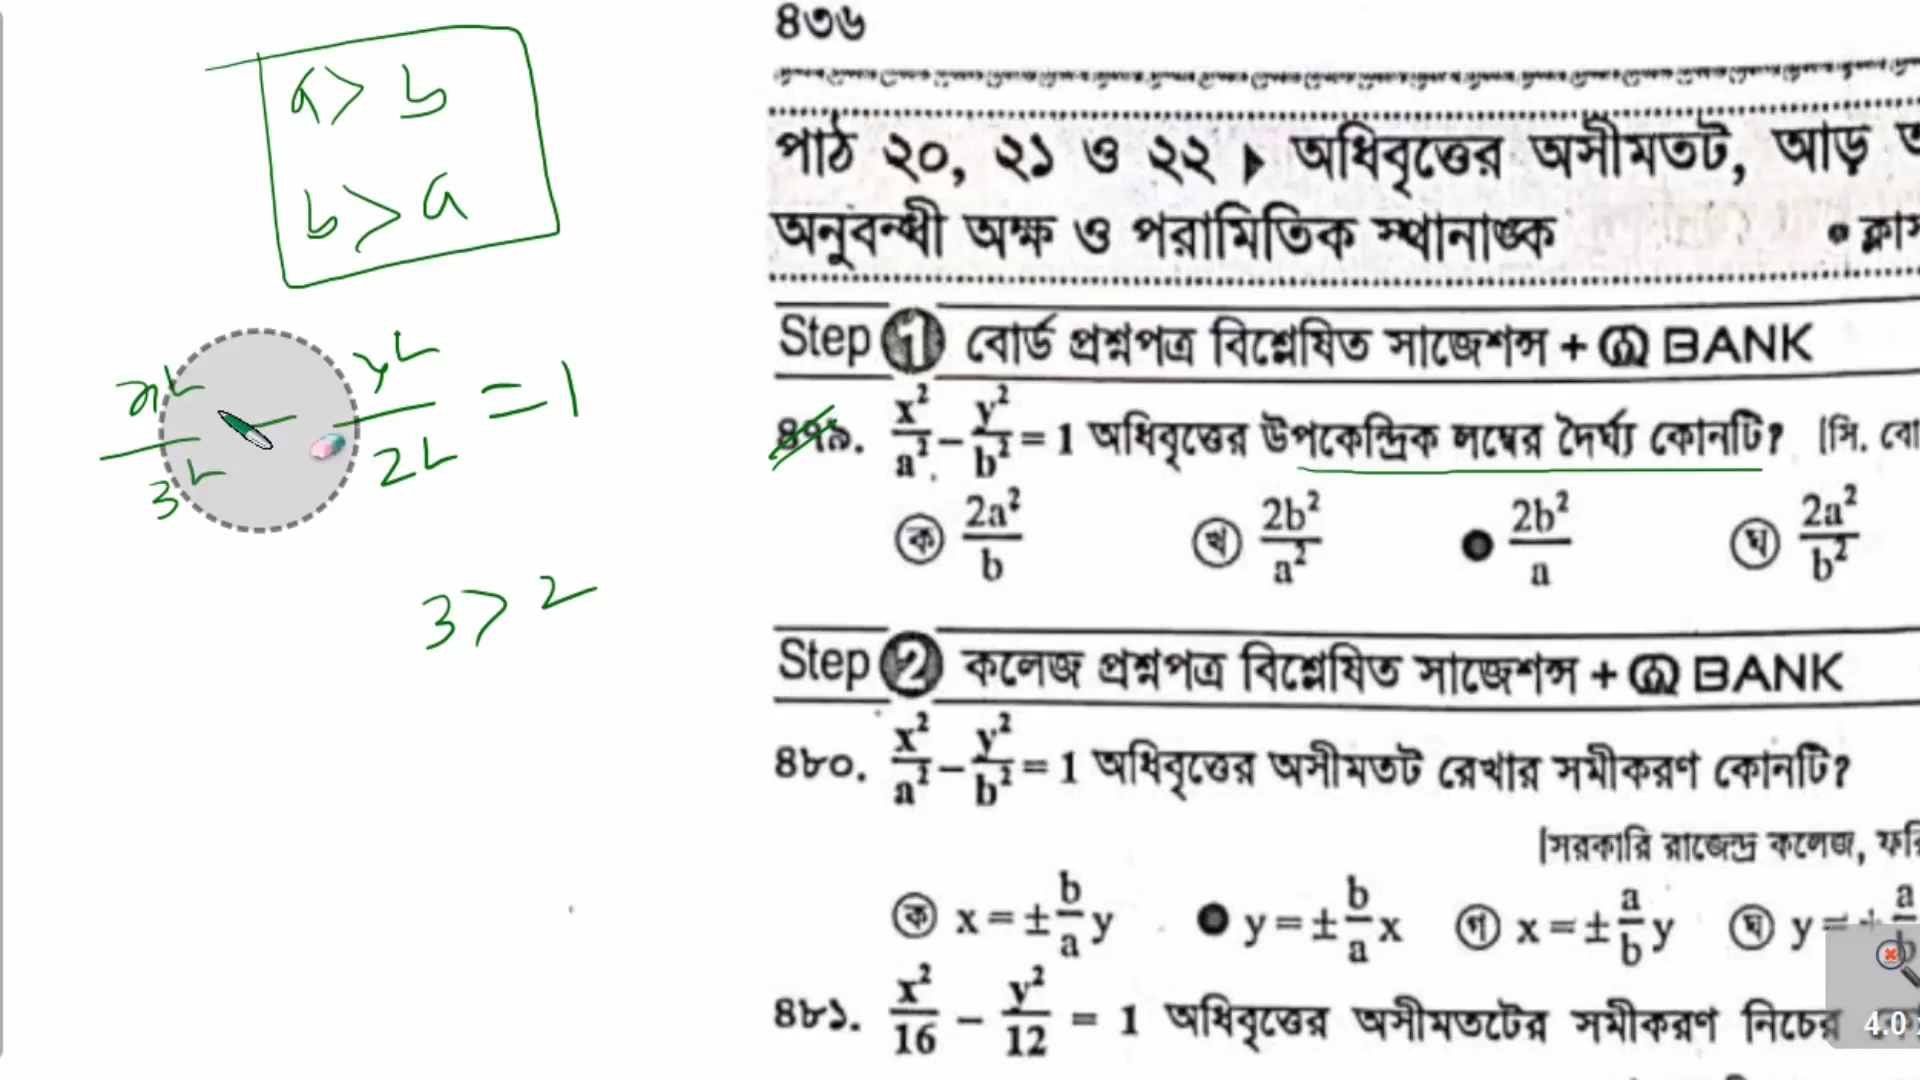 a > b
b > a
x²/3² - y²/2² = 1
3 > 2
৪৩৬
পাঠ ২০, ২১ ও ২২ ▶ অধিবৃত্তের অসীমতট, আড়
অনুবন্ধী অক্ষ ও পরামিতিক স্থানাঙ্ক
Step 1 বোর্ড প্রশ্নপত্র বিশ্লেষিত সাজেশন্স + BANK
৪৭৯. x²/a² - y²/b² = 1 অধিবৃত্তের উপকেন্দ্রিক লম্বের দৈর্ঘ্য কোনটি? [সি. বো
ক 2a²/b খ 2b²/a² ● 2b²/a ঘ 2a²/b²
Step 2 কলেজ প্রশ্নপত্র বিশ্লেষিত সাজেশন্স + BANK
৪৮০. x²/a² - y²/b² = 1 অধিবৃত্তের অসীমতট রেখার সমীকরণ কোনটি?
[সরকারি রাজেন্দ্র কলেজ, ফরি
ক x = ± b/a y ● y = ± b/a x গ x = ± a/b y ঘ y = ± a/b
৪৮১. x²/16 - y²/12 = 1 অধিবৃত্তের অসীমতটের সমীকরণ নিচের
4.0